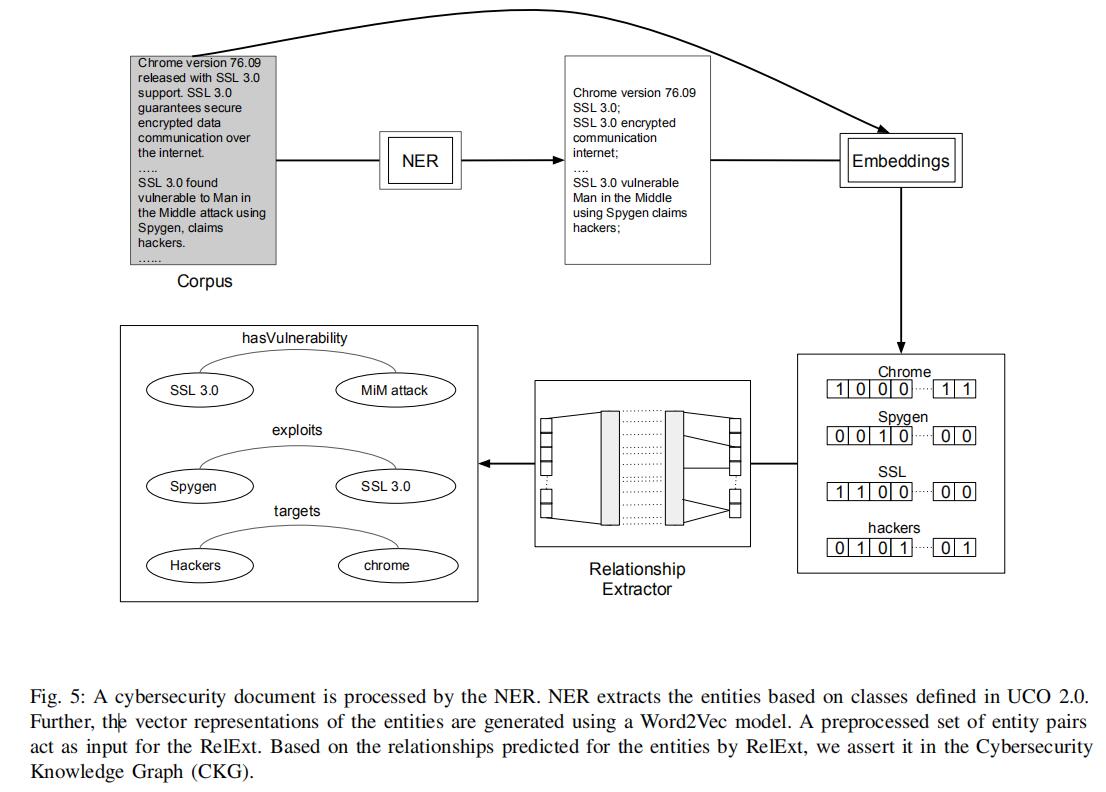 Chrome version 76.09
released with SSL 3.0
support. SSL 3.0
guarantees secure
encrypted data
communication over
the internet.
.....
SSL 3.0 found
vulnerable to Man in
the Middle attack using
Spygen, claims
hackers.
......
Corpus
NER
Chrome version 76.09
SSL 3.0;
SSL 3.0 encrypted
communication
internet;
....
SSL 3.0 vulnerable
Man in the Middle
using Spygen claims
hackers;
Embeddings
Chrome
1 0 0 0 1 1
Spygen
0 0 1 0 0 0
SSL
1 1 0 0 0 0
hackers
0 1 0 1 0 1
Relationship
Extractor
hasVulnerability
SSL 3.0 MiM attack
exploits
Spygen SSL 3.0
targets
Hackers chrome
Fig. 5: A cybersecurity document is processed by the NER. NER extracts the entities based on classes defined in UCO 2.0.
Further, the vector representations of the entities are generated using a Word2Vec model. A preprocessed set of entity pairs
act as input for the RelExt. Based on the relationships predicted for the entities by RelExt, we assert it in the Cybersecurity
Knowledge Graph (CKG).